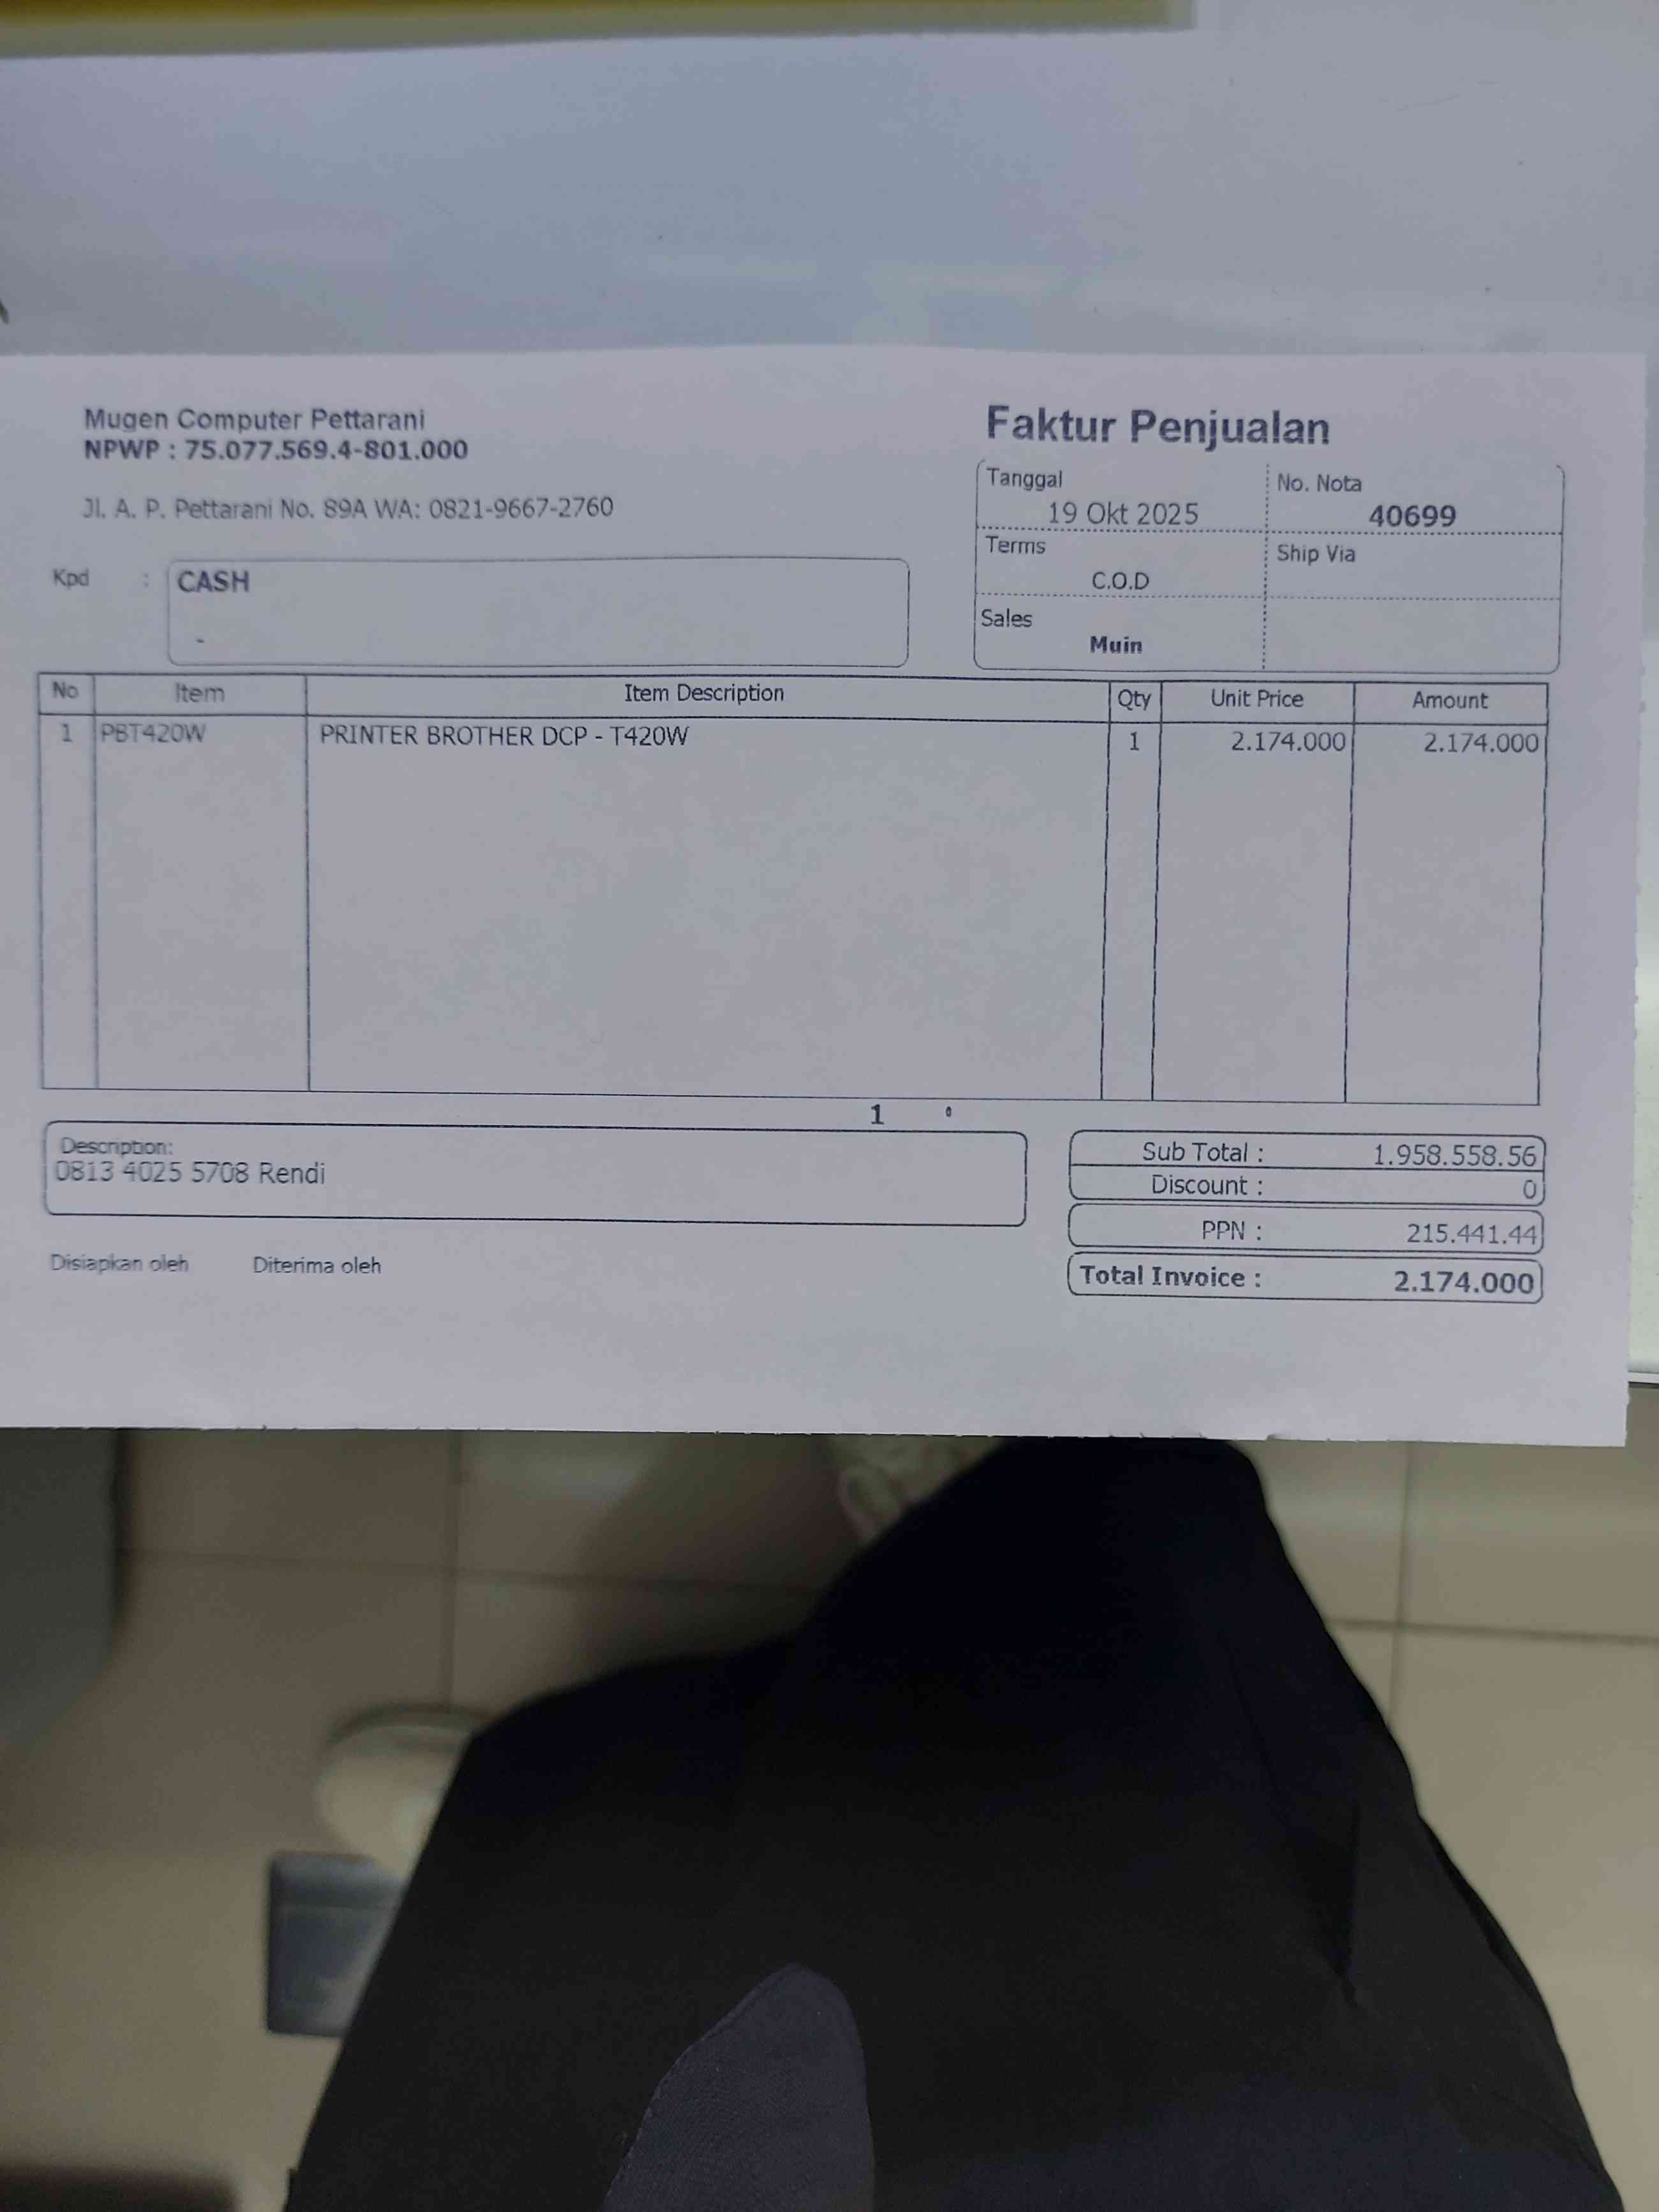 Mugen Computer Pettarani
NPWP : 75.077.569.4-801.000
Jl. A. P. Pettarani No. 89A WA: 0821-9667-2760
Kpd : CASH
-
Faktur Penjualan
Tanggal No. Nota
19 Okt 2025 40699
Terms Ship Via
C.O.D
Sales
Muin
No Item Item Description Qty Unit Price Amount
1 PBT420W PRINTER BROTHER DCP - T420W 1 2.174.000 2.174.000
1 0
Description:
0813 4025 5708 Rendi
Sub Total : 1.958.558.56
Discount : 0
PPN : 215.441.44
Total Invoice : 2.174.000
Disiapkan oleh Diterima oleh